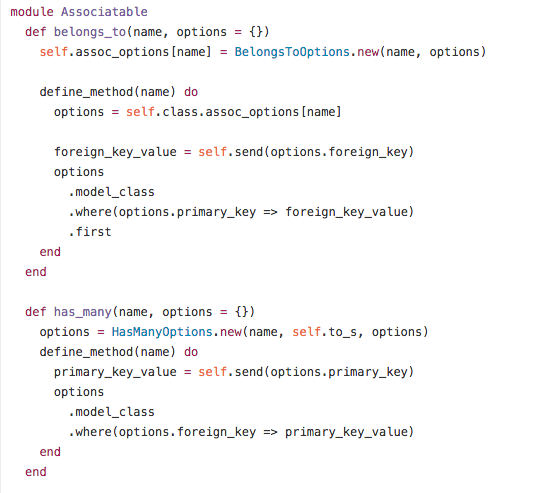 module Associatable
  def belongs_to(name, options = {})
    self.assoc_options[name] = BelongsToOptions.new(name, options)

    define_method(name) do
      options = self.class.assoc_options[name]

      foreign_key_value = self.send(options.foreign_key)
      options
        .model_class
        .where(options.primary_key => foreign_key_value)
        .first
    end
  end

  def has_many(name, options = {})
    options = HasManyOptions.new(name, self.to_s, options)
    define_method(name) do
      primary_key_value = self.send(options.primary_key)
      options
        .model_class
        .where(options.foreign_key => primary_key_value)
    end
  end